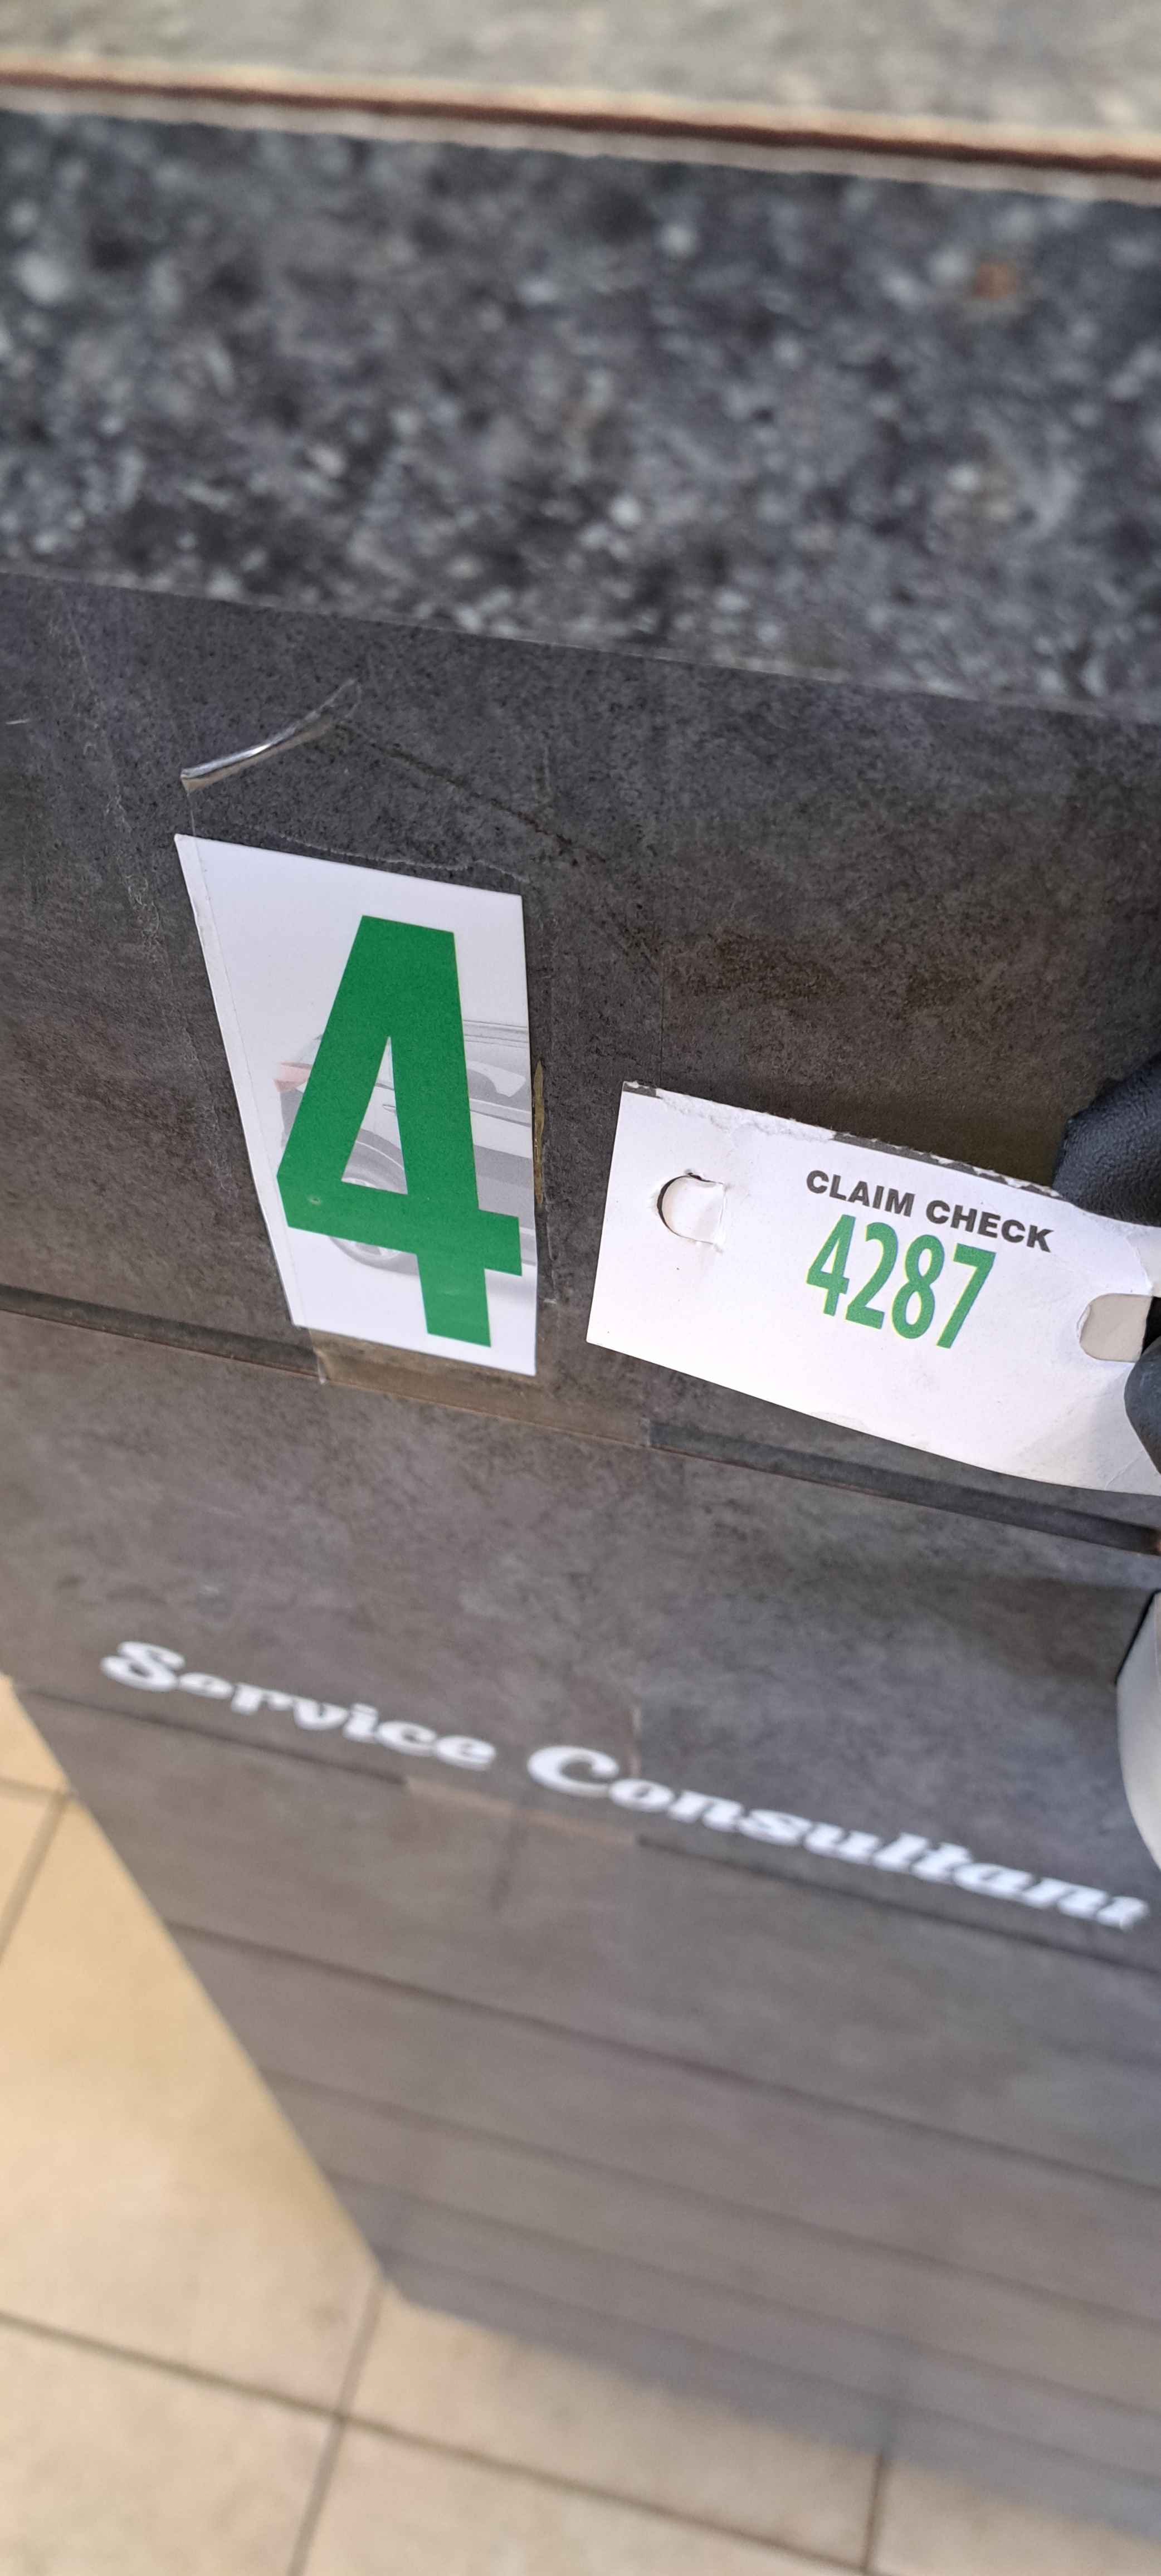 4
CLAIM CHECK
4287
Service Consultant